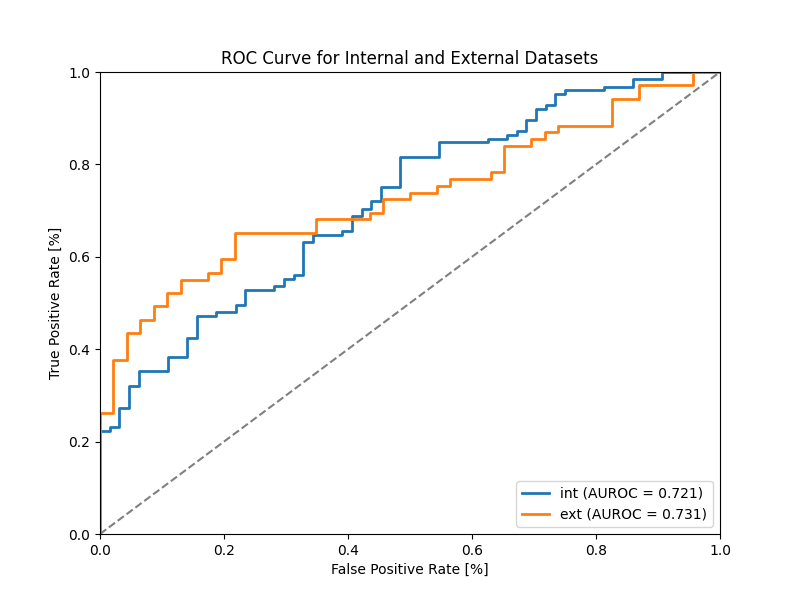 ROC Curve for Internal and External Datasets
True Positive Rate [%]
1.0
0.8
0.6
0.4
0.2
0.0
0.0 0.2 0.4 0.6 0.8 1.0
False Positive Rate [%]
int (AUROC = 0.721)
ext (AUROC = 0.731)